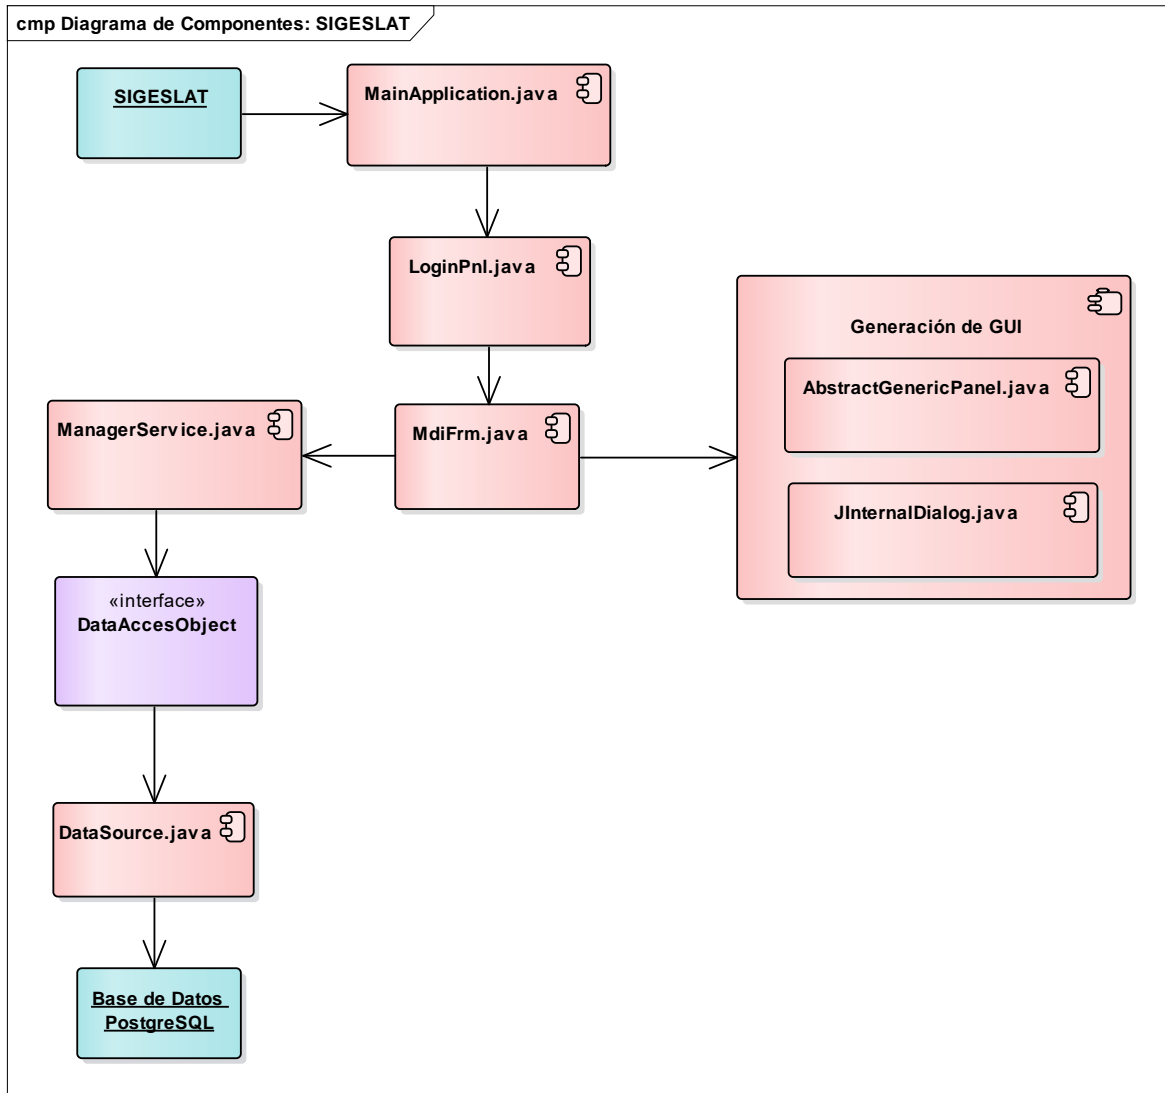 cmp Diagrama de Componentes: SIGESLAT
SIGESLAT
MainApplication.java
LoginPnl.java
Generación de GUI
AbstractGenericPanel.java
ManagerService.java
MdiFrm.java
JInternalDialog.java
«interface»
DataAccesObject
DataSource.java
Base de Datos
PostgreSQL